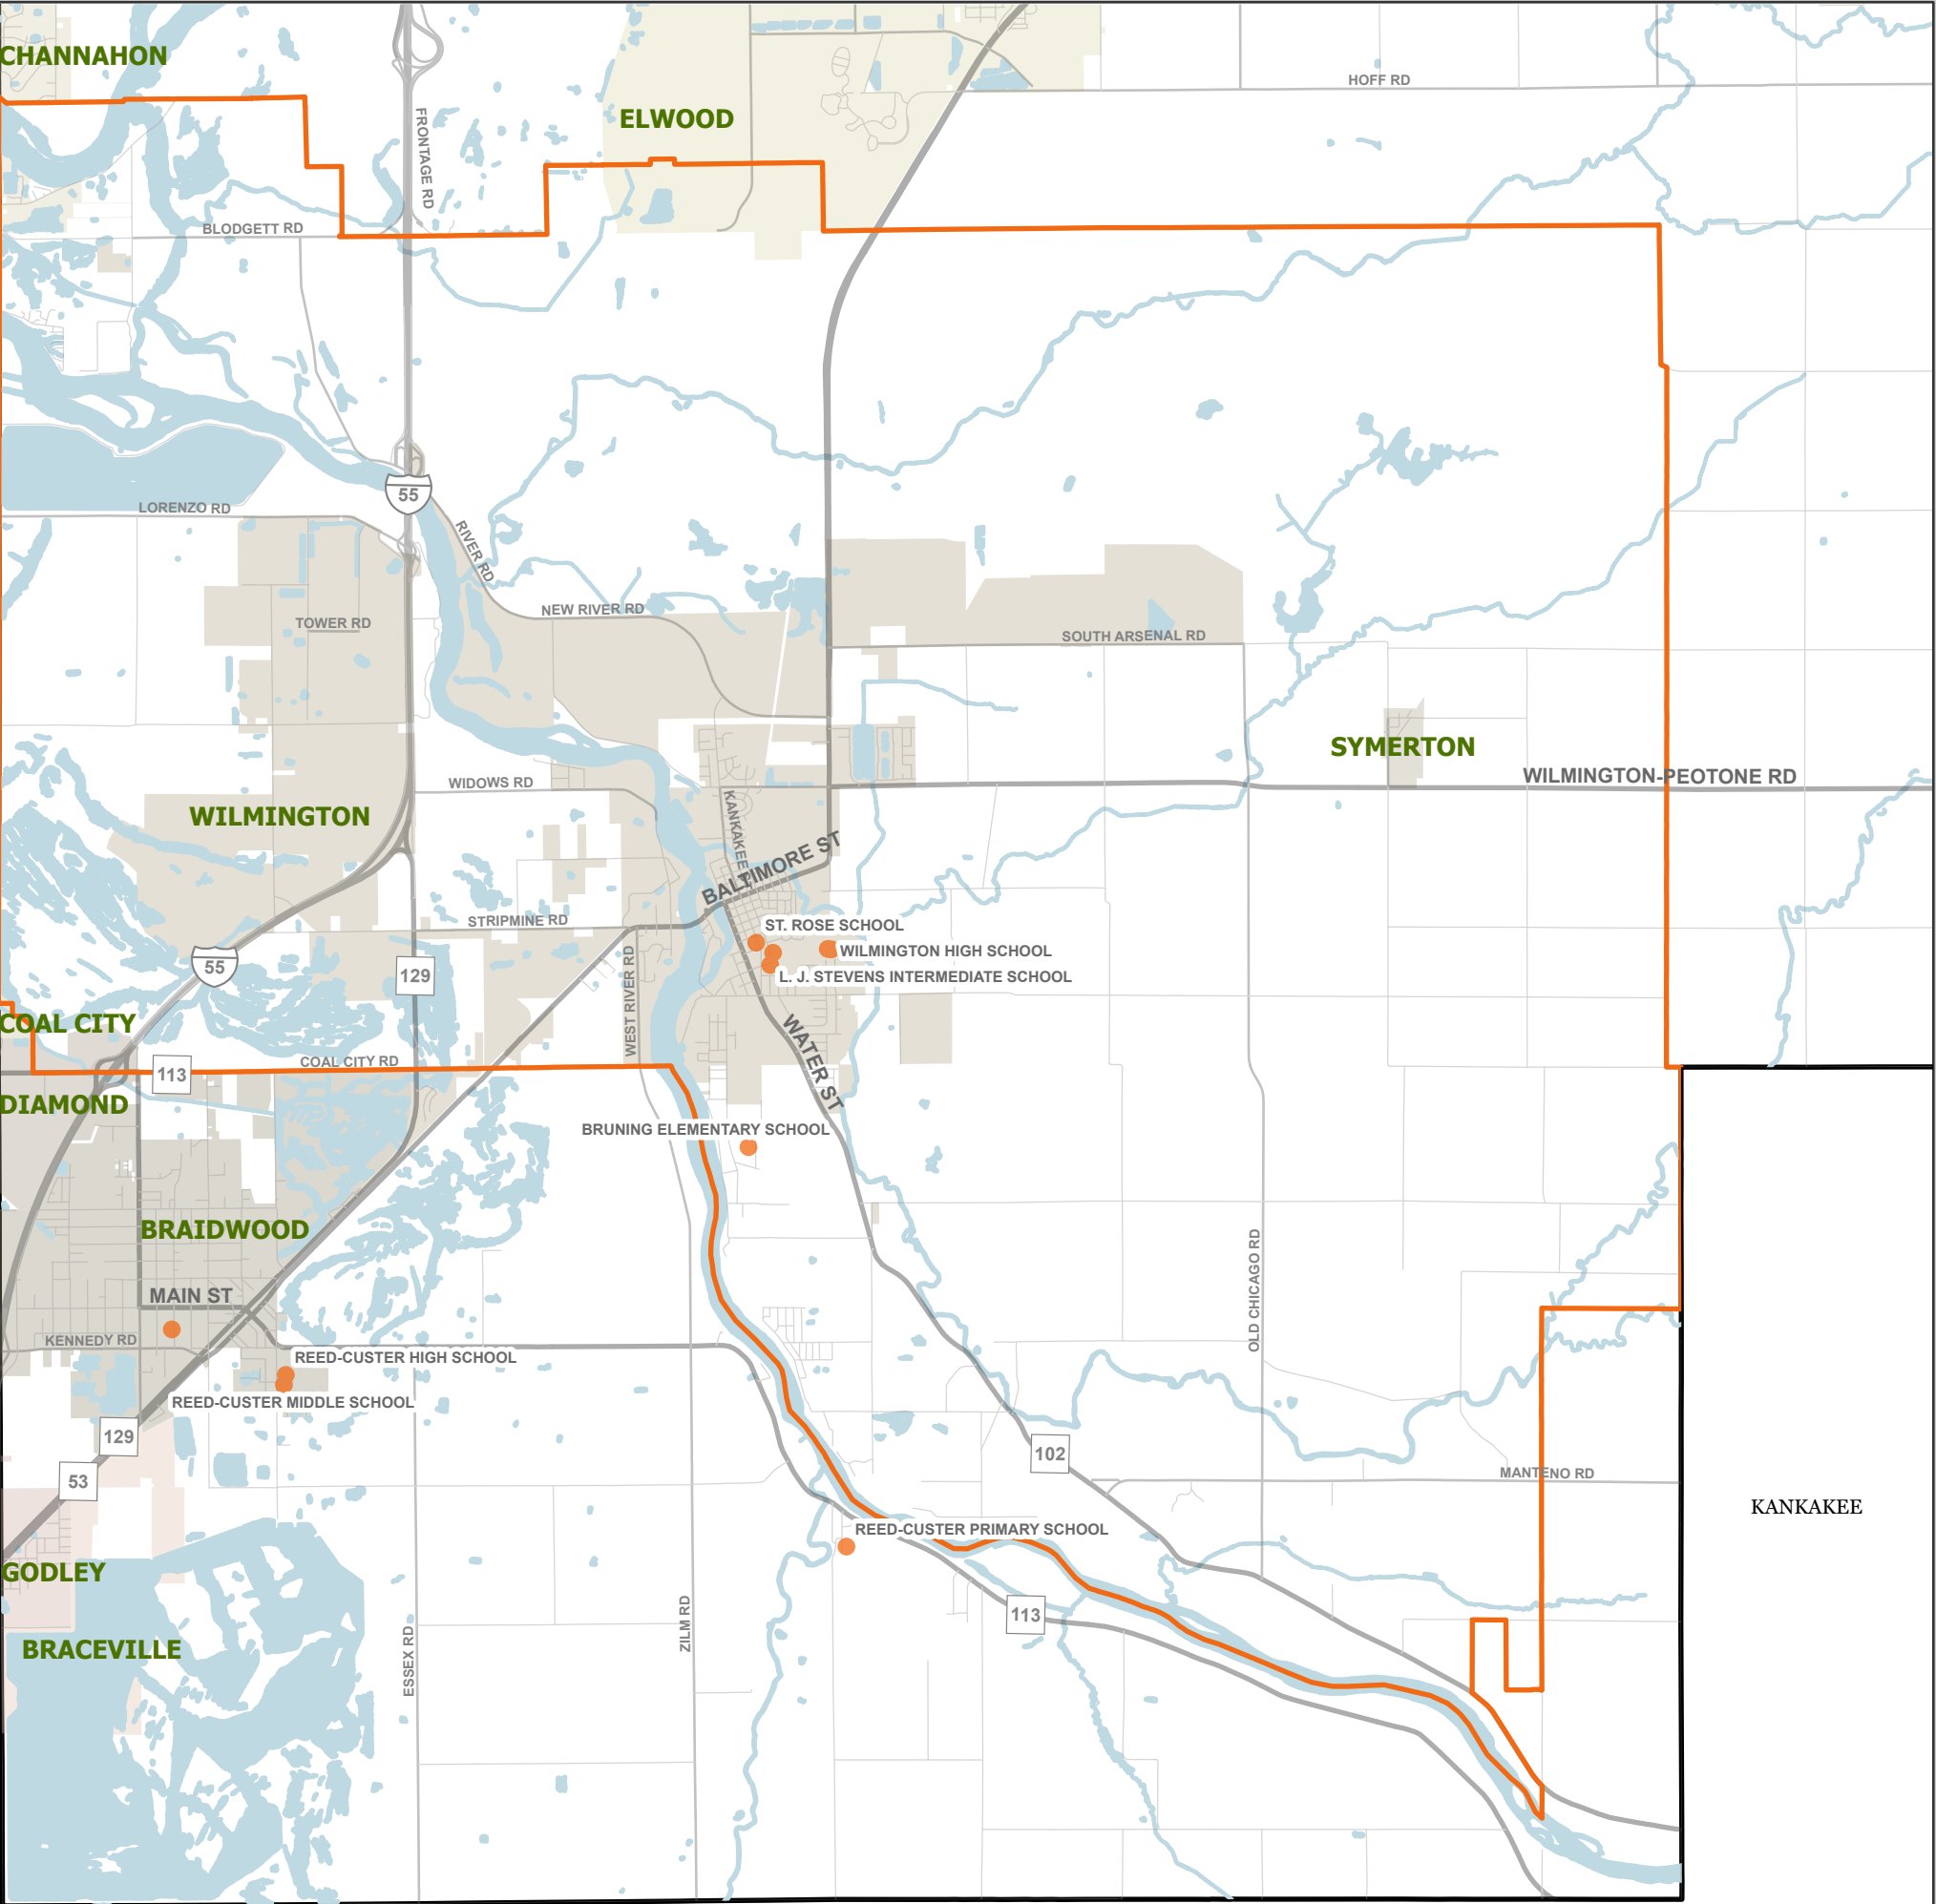 CHANNAHON
HOFF RD
ELWOOD
FRONTAGE RD
BLODGETT RD
55
LORENZO RD
RIVER RD
NEW RIVER RD
TOWER RD
SOUTH ARSENAL RD
SYMERTON
WILMINGTON-PEOTONE RD
WIDOWS RD
KANKAKEE
WILMINGTON
BALTIMORE ST
STRIPMINE RD
ST. ROSE SCHOOL
WILMINGTON HIGH SCHOOL
L. J. STEVENS INTERMEDIATE SCHOOL
55
129
WEST RIVER RD
COAL CITY
WATER ST
COAL CITY RD
113
DIAMOND
BRUNING ELEMENTARY SCHOOL
BRAIDWOOD
OLD CHICAGO RD
MAIN ST
KENNEDY RD
REED-CUSTER HIGH SCHOOL
REED-CUSTER MIDDLE SCHOOL
129
102
53
MANTENO RD
KANKAKEE
REED-CUSTER PRIMARY SCHOOL
GODLEY
113
ZILM RD
BRACEVILLE
ESSEX RD